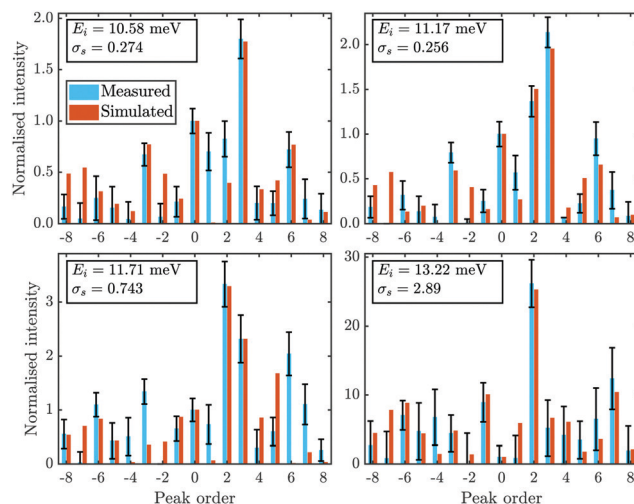 E_i = 10.58 meV
σ_s = 0.274
Measured
Simulated
Normalised intensity
2.0
1.5
1.0
0.5
0.0
-8 -6 -4 -2 0 2 4 6 8
E_i = 11.17 meV
σ_s = 0.256
2.0
1.5
1.0
0.5
0.0
-8 -6 -4 -2 0 2 4 6 8
E_i = 11.71 meV
σ_s = 0.743
Normalised intensity
3
2
1
0
-8 -6 -4 -2 0 2 4 6 8
Peak order
E_i = 13.22 meV
σ_s = 2.89
30
20
10
0
-8 -6 -4 -2 0 2 4 6 8
Peak order